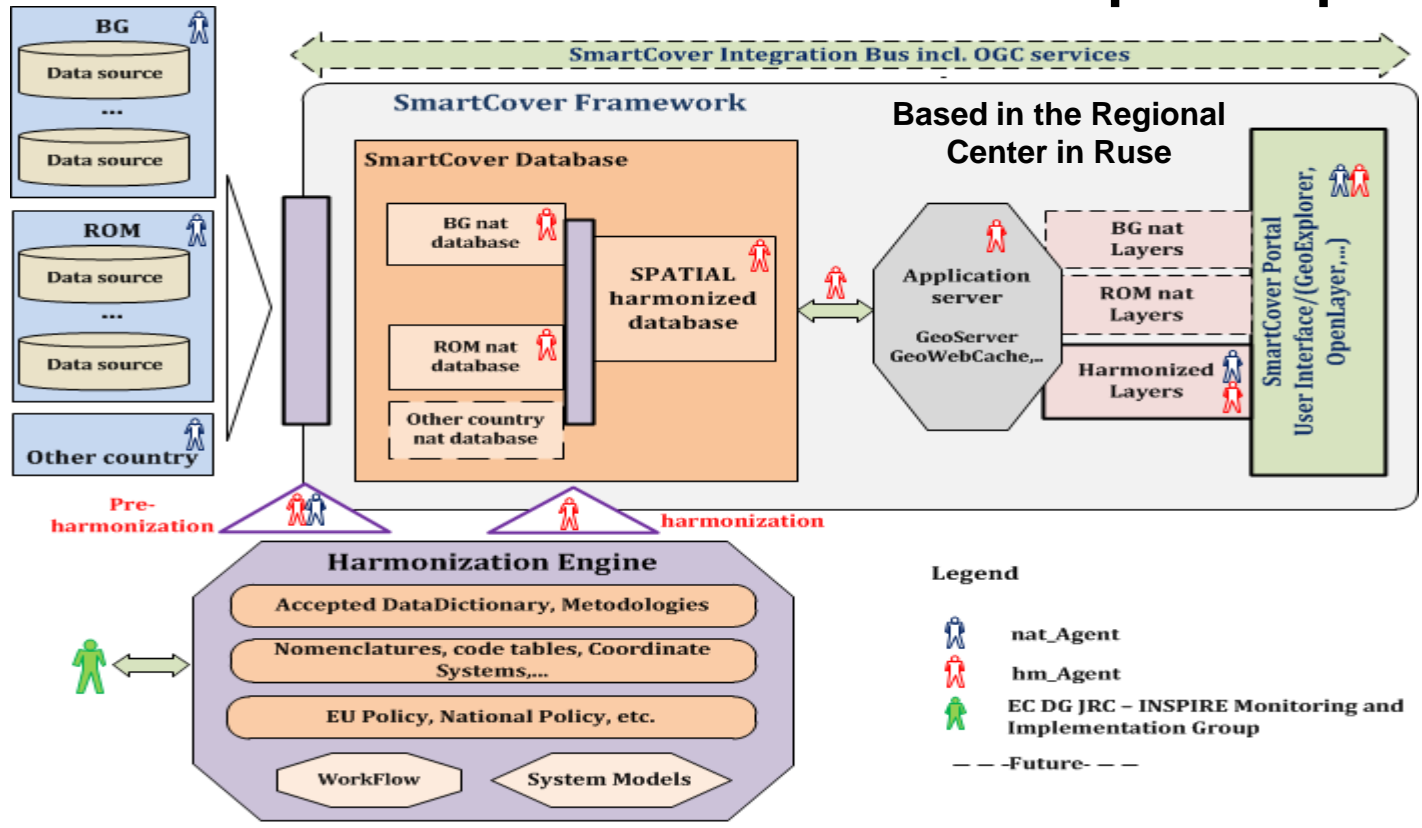 BG
Data source
...
Data source
ROM
Data source
...
Data source
Other country
SmartCover Integration Bus incl. OGC services
SmartCover Framework
Based in the Regional
Center in Ruse
SmartCover Database
BG nat
database
ROM nat
database
Other country
nat database
SPATIAL
harmonized
database
Application
server
GeoServer
GeoWebCache,..
BG nat
Layers
ROM nat
Layers
Harmonized
Layers
SmartCover Portal
User Interface/(GeoExplorer,
OpenLayer,...)
Pre-
harmonization
harmonization
Harmonization Engine
Accepted DataDictionary, Metodologies
Nomenclatures, code tables, Coordinate
Systems,...
EU Policy, National Policy, etc.
WorkFlow
System Models
Legend
nat_Agent
hm_Agent
EC DG JRC – INSPIRE Monitoring and
Implementation Group
— — -Future- — —